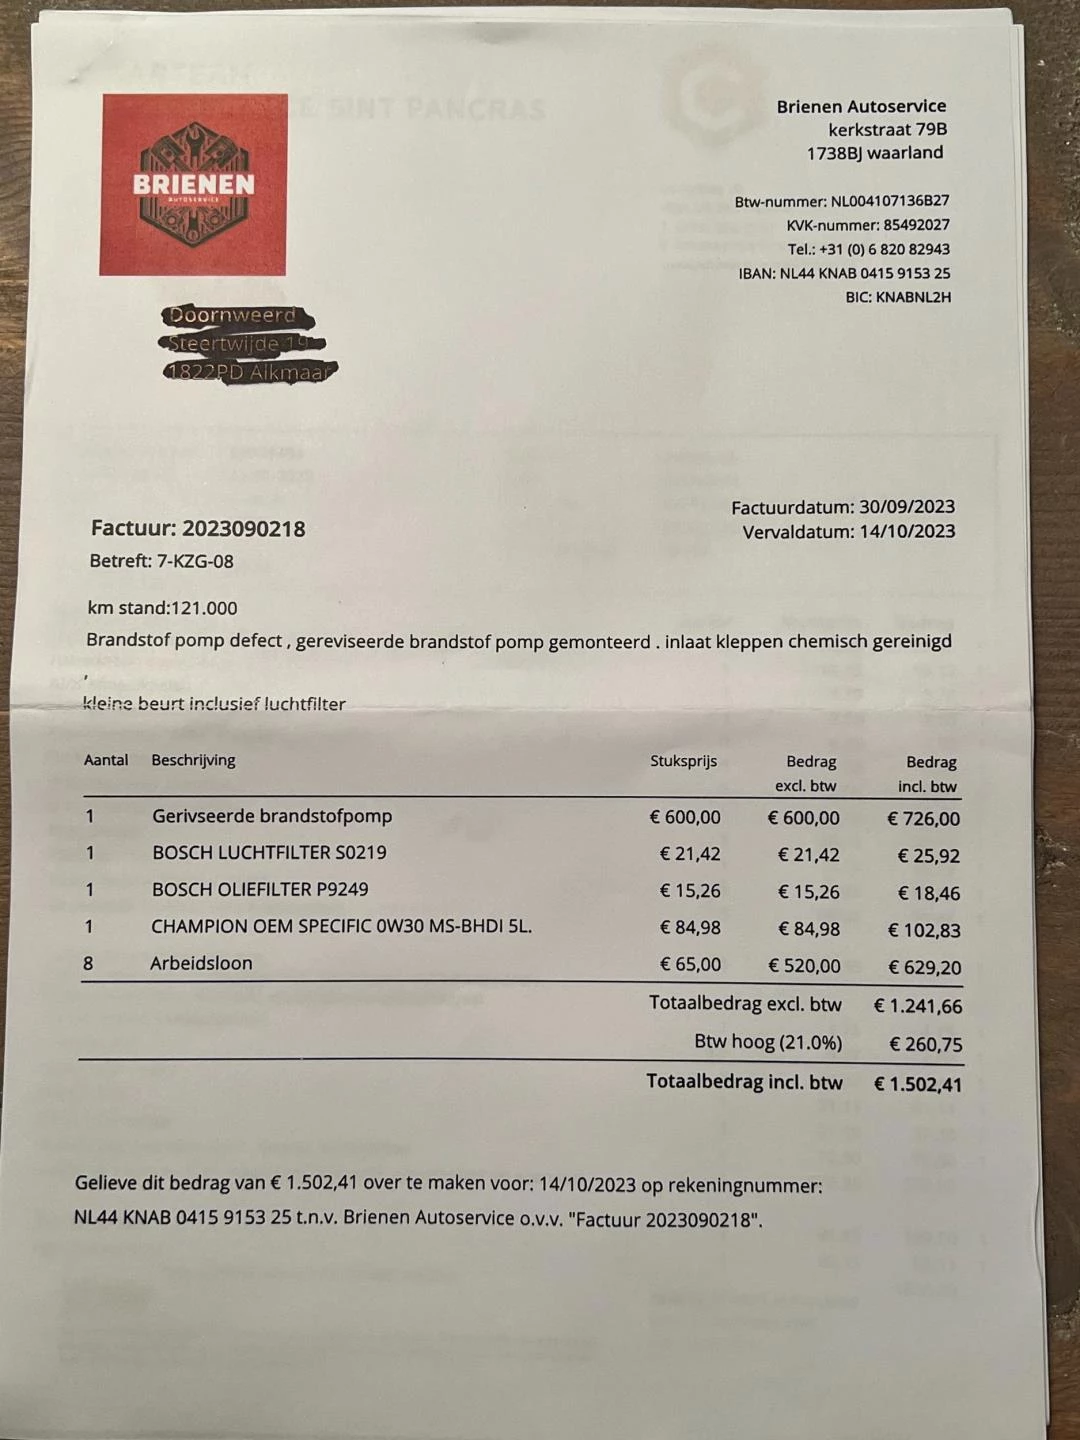 BRIENEN
AUTOSERVICE
Brienen Autoservice
kerkstraat 79B
1738BJ waarland
Btw-nummer: NL004107136B27
KVK-nummer: 85492027
Tel.: +31 (0) 6 820 82943
IBAN: NL44 KNAB 0415 9153 25
BIC: KNABNL2H
Factuurdatum: 30/09/2023
Vervaldatum: 14/10/2023
Factuur: 2023090218
Betreft: 7-KZG-08
km stand:121.000
Brandstof pomp defect , gereviseerde brandstof pomp gemonteerd . inlaat kleppen chemisch gereinigd
,
kleine beurt inclusief luchtfilter
Aantal Beschrijving Stuksprijs Bedrag Bedrag
excl. btw incl. btw
1 Gerivseerde brandstofpomp € 600,00 € 600,00 € 726,00
1 BOSCH LUCHTFILTER S0219 € 21,42 € 21,42 € 25,92
1 BOSCH OLIEFILTER P9249 € 15,26 € 15,26 € 18,46
1 CHAMPION OEM SPECIFIC 0W30 MS-BHDI 5L. € 84,98 € 84,98 € 102,83
8 Arbeidsloon € 65,00 € 520,00 € 629,20
Totaalbedrag excl. btw € 1.241,66
Btw hoog (21.0%) € 260,75
Totaalbedrag incl. btw € 1.502,41
Gelieve dit bedrag van € 1.502,41 over te maken voor: 14/10/2023 op rekeningnummer:
NL44 KNAB 0415 9153 25 t.n.v. Brienen Autoservice o.v.v. "Factuur 2023090218".